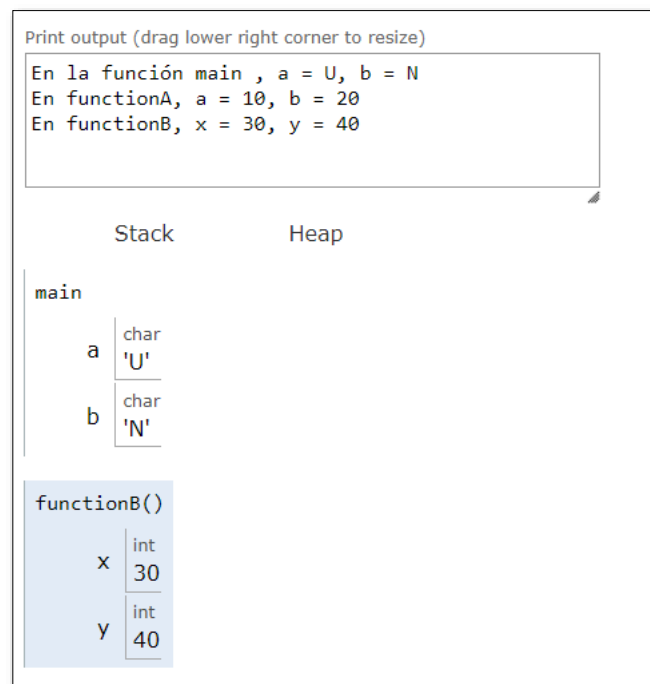 Print output (drag lower right corner to resize)
En la función main , a = U, b = N
En functionA, a = 10, b = 20
En functionB, x = 30, y = 40
Stack Heap
main
char
a 'U'
char
b 'N'
functionB()
int
x 30
int
y 40